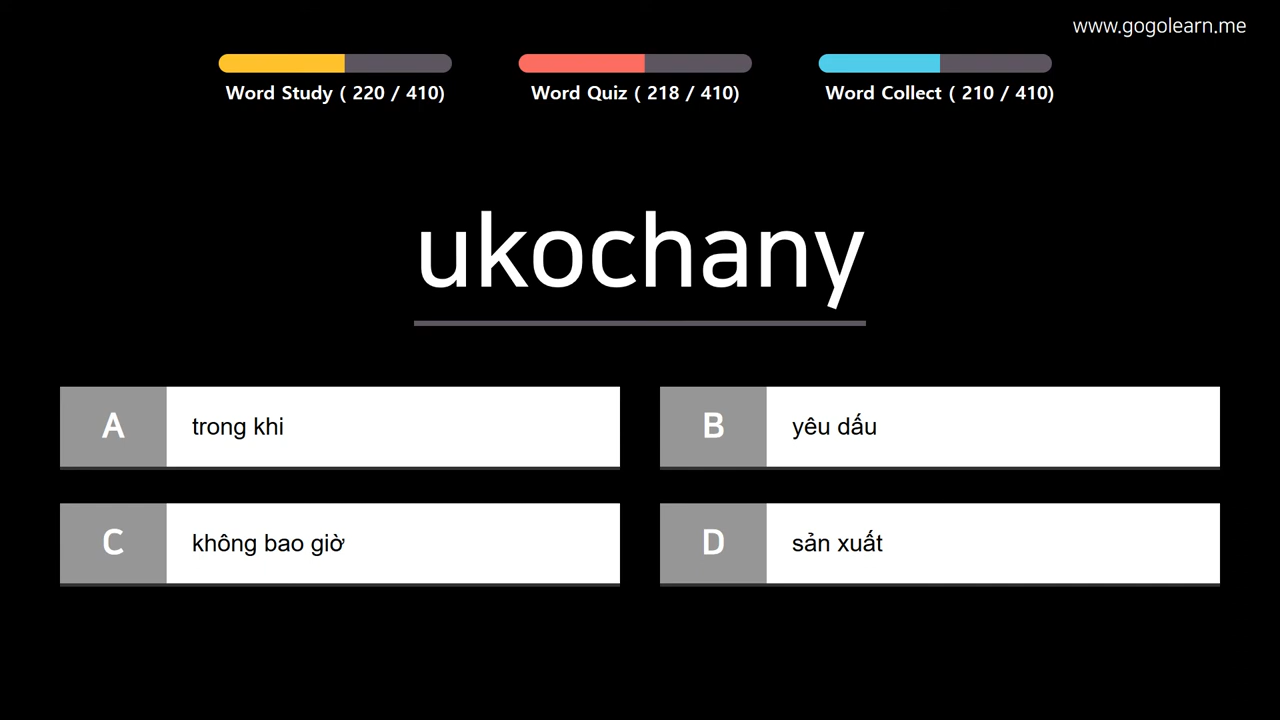 www.gogolearn.me
Word Study ( 220 / 410)
Word Quiz ( 218 / 410)
Word Collect ( 210 / 410)
ukochany
A trong khi
B yêu dấu
C không bao giờ
D sản xuất